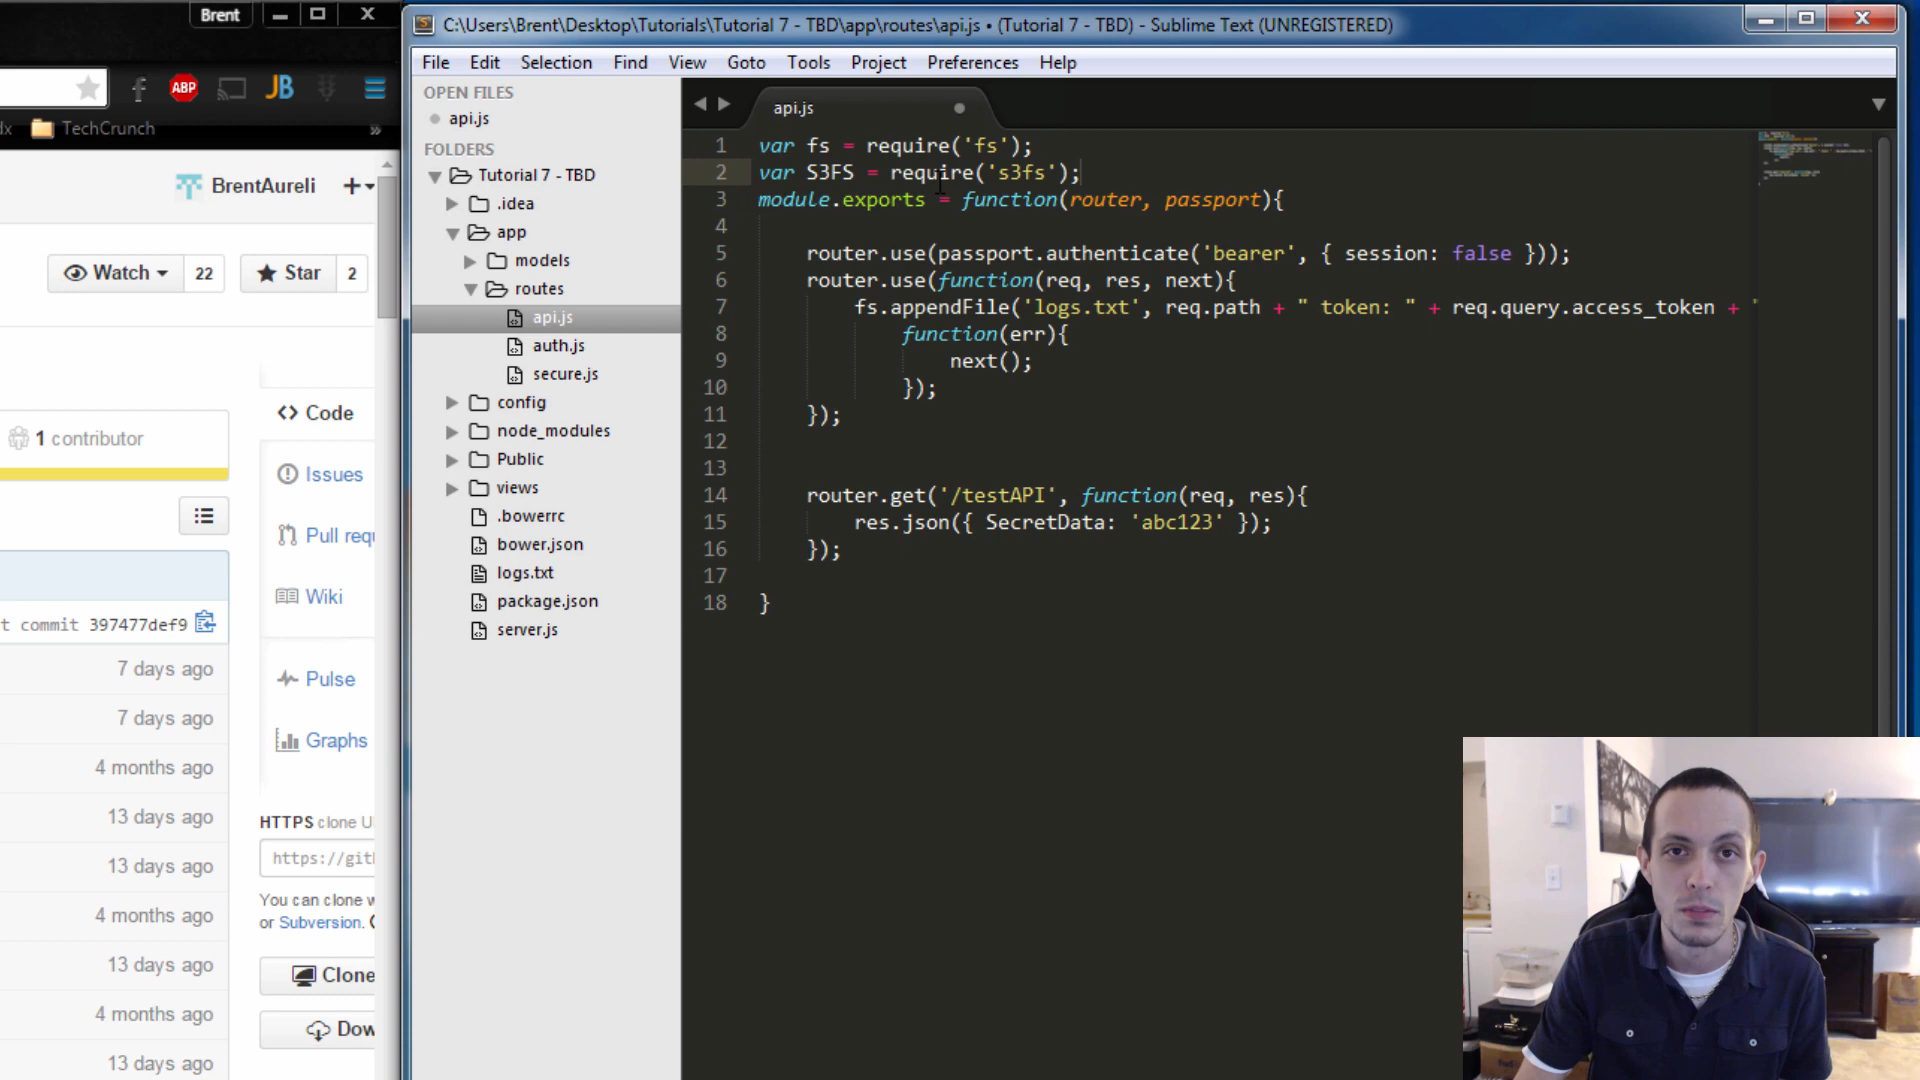 Brent
C:\Users\Brent\Desktop\Tutorials\Tutorial 7 - TBD\app\routes\api.js • (Tutorial 7 - TBD) - Sublime Text (UNREGISTERED)
File Edit Selection Find View Goto Tools Project Preferences Help
ABP JB
dx TechCrunch »
OPEN FILES
api.js
FOLDERS
Tutorial 7 - TBD
.idea
app
models
routes
api.js
auth.js
secure.js
config
node_modules
Public
views
.bowerrc
bower.json
logs.txt
package.json
server.js
api.js
1 var fs = require('fs');
2 var S3FS = require('s3fs');
3 module.exports = function(router, passport){
4
5 router.use(passport.authenticate('bearer', { session: false }));
6 router.use(function(req, res, next){
7 fs.appendFile('logs.txt', req.path + " token: " + req.query.access_token + "
8 function(err){
9 next();
10 });
11 });
12
13
14 router.get('/testAPI', function(req, res){
15 res.json({ SecretData: 'abc123' });
16 });
17
18 }
BrentAureli
Watch 22 Star 2
1 contributor
t commit 397477def9
7 days ago
7 days ago
4 months ago
13 days ago
13 days ago
4 months ago
13 days ago
4 months ago
13 days ago
Code
Issues
Pull requ
Wiki
Pulse
Graphs
HTTPS clone U
https://gitl
You can clone w
or Subversion.
Clone
Dow